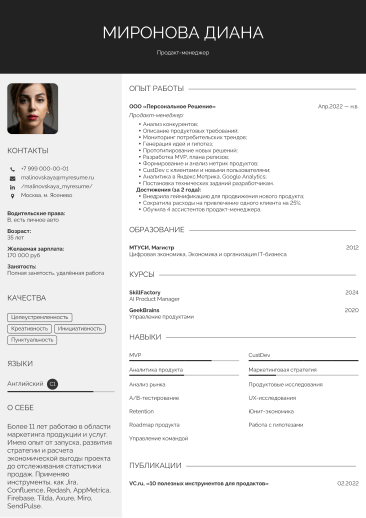 МИРОНОВА ДИАНА
Продакт-менеджер
КОНТАКТЫ
+7 999 000-00-01
malinovskaya@myresume.ru
/malinovskaya_myresume/
Москва, м. Ясенево
Водительские права:
В, есть личное авто
Возраст:
35 лет
Желаемая зарплата:
170 000 руб
Занятость:
Полная занятость, удалённая работа
КАЧЕСТВА
Целеустремленность
Креативность
Инициативность
Пунктуальность
ЯЗЫКИ
Английский C1
О СЕБЕ
Более 11 лет работаю в области
маркетинга продукции и услуг.
Имею опыт от запуска, развития
стратегии и расчета
экономической выгоды проекта
до отслеживания статистики
продаж. Применяю
инструменты, как Jira,
Confluence, Redash, AppMetrica,
Firebase, Tilda, Axure, Miro,
SendPulse.
ОПЫТ РАБОТЫ
ООО «Персональное Решение» Апр.2022 — н.в.
Продакт-менеджер:
• Анализ конкурентов;
• Описание продуктовых требований;
• Мониторинг потребительских трендов;
• Генерация идей и гипотез;
• Прототипирование новых решений;
• Разработка MVP, плана релизов;
• Формирование и анализ метрик продуктов;
• CustDev с клиентами и новыми пользователями;
• Аналитика в Яндекс.Метрика, Google Analytics;
• Постановка технических заданий разработчикам.
Достижения (за 2 года):
• Внедрила геймификацию для продвижения нового продукта;
• Сократила расходы на привлечение одного клиента на 25%;
• Обучила 4 ассистентов продакт-менеджера.
ОБРАЗОВАНИЕ
МТУСИ, Магистр 2012
Цифровая экономика, Экономика и организация IT-бизнеса
КУРСЫ
SkillFactory 2024
AI Product Manager
GeekBrains 2020
Управление продуктами
НАВЫКИ
MVP CustDev
Аналитика продукта Маркетинговая стратегия
Анализ рынка Продуктовые исследования
A/B-тестирование UX-исследования
Retention Юнит-экономика
Roadmap продукта Работа с гипотезами
Управление командой
ПУБЛИКАЦИИ
VC.ru, «10 полезных инструментов для продактов» 02.2022